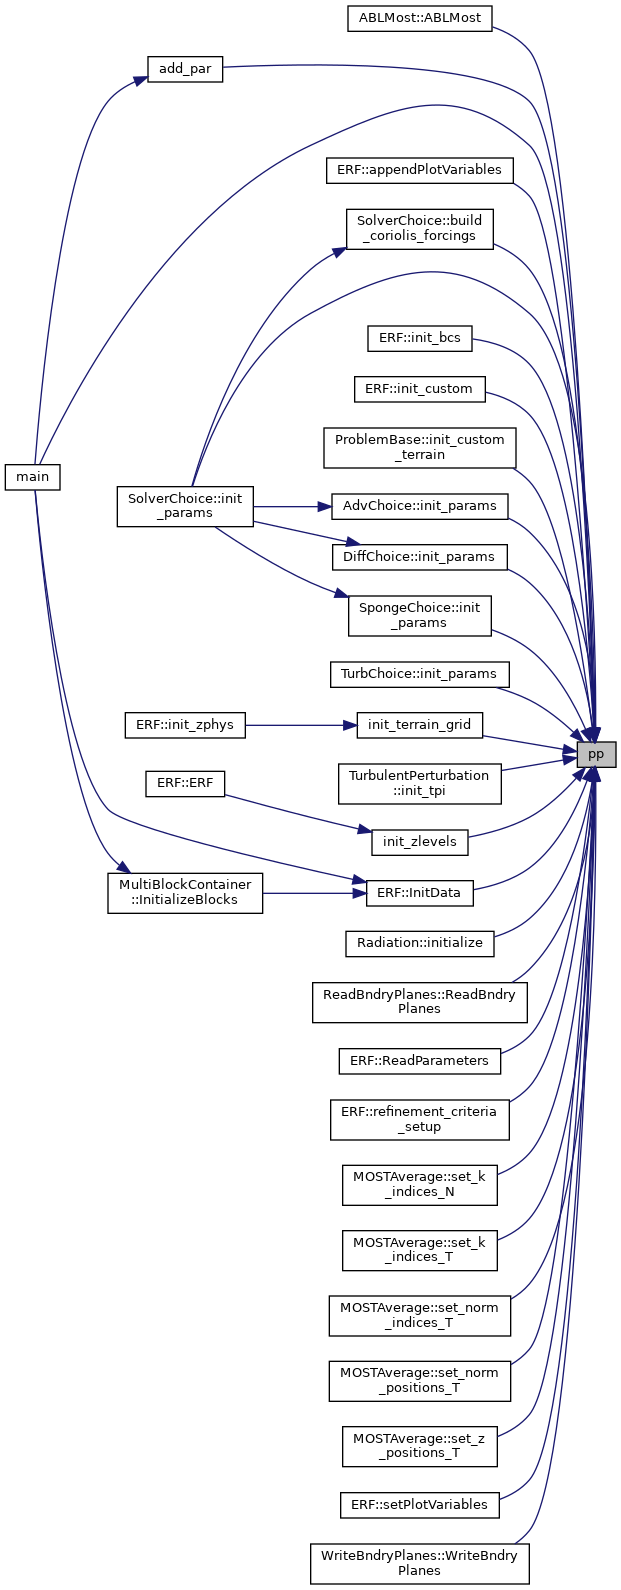 ABLMost::ABLMost
add_par
ERF::appendPlotVariables
SolverChoice::build
_coriolis_forcings
ERF::init_bcs
ERF::init_custom
ProblemBase::init_custom
_terrain
main
SolverChoice::init
_params
AdvChoice::init_params
DiffChoice::init_params
SpongeChoice::init
_params
TurbChoice::init_params
ERF::init_zphys
init_terrain_grid
pp
TurbulentPerturbation
::init_tpi
ERF::ERF
init_zlevels
MultiBlockContainer
::InitializeBlocks
ERF::InitData
Radiation::initialize
ReadBndryPlanes::ReadBndry
Planes
ERF::ReadParameters
ERF::refinement_criteria
_setup
MOSTAverage::set_k
_indices_N
MOSTAverage::set_k
_indices_T
MOSTAverage::set_norm
_indices_T
MOSTAverage::set_norm
_positions_T
MOSTAverage::set_z
_positions_T
ERF::setPlotVariables
WriteBndryPlanes::WriteBndry
Planes